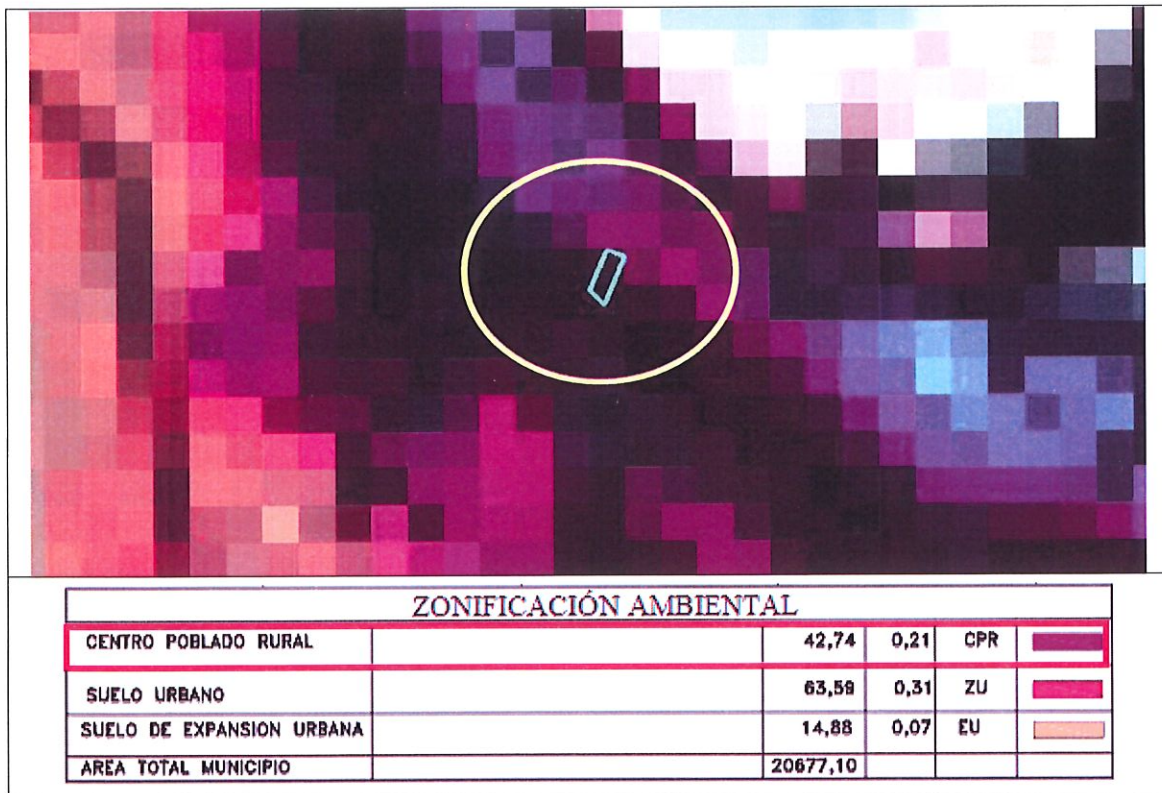 ZONIFICACIÓN AMBIENTAL
CENTRO POBLADO RURAL 42,74 0,21 CPR
SUELO URBANO 63,59 0,31 ZU
SUELO DE EXPANSION URBANA 14,88 0,07 EU
AREA TOTAL MUNICIPIO 20677,10